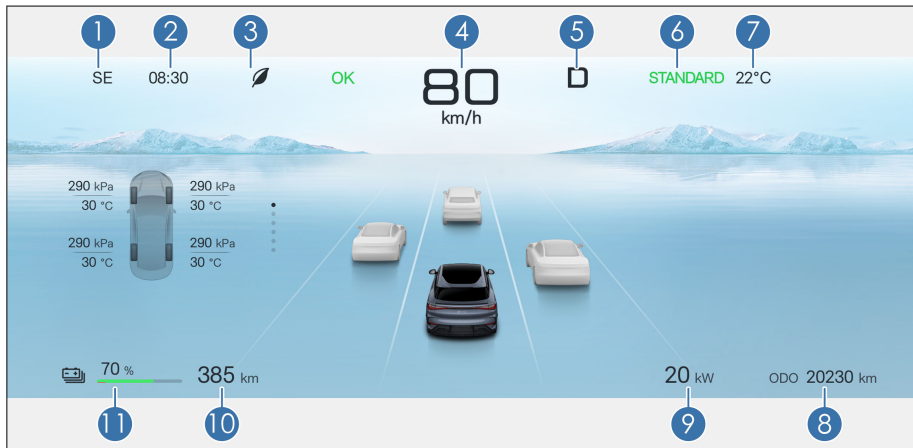 1 2 3 4 5 6 7
SE 08:30 OK 80 D STANDARD 22°C
km/h
290 kPa 290 kPa
30 °C 30 °C
290 kPa 290 kPa
30 °C 30 °C
70 % 385 km 20 kW ODO 20230 km
11 10 9 8